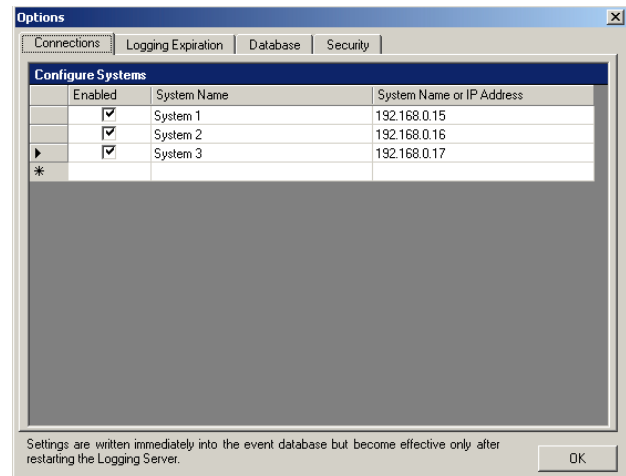 Options
Connections Logging Expiration Database Security
Configure Systems
Enabled System Name System Name or IP Address
System 1 192.168.0.15
System 2 192.168.0.16
System 3 192.168.0.17
Settings are written immediately into the event database but become effective only after
restarting the Logging Server.
OK